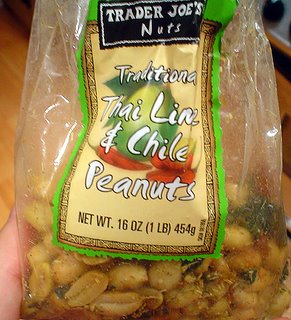 TRADER JOE'S
Nuts
Traditiona
Thai Lim
& Chile
Peanuts
NET WT. 16 OZ (1 LB) 454g